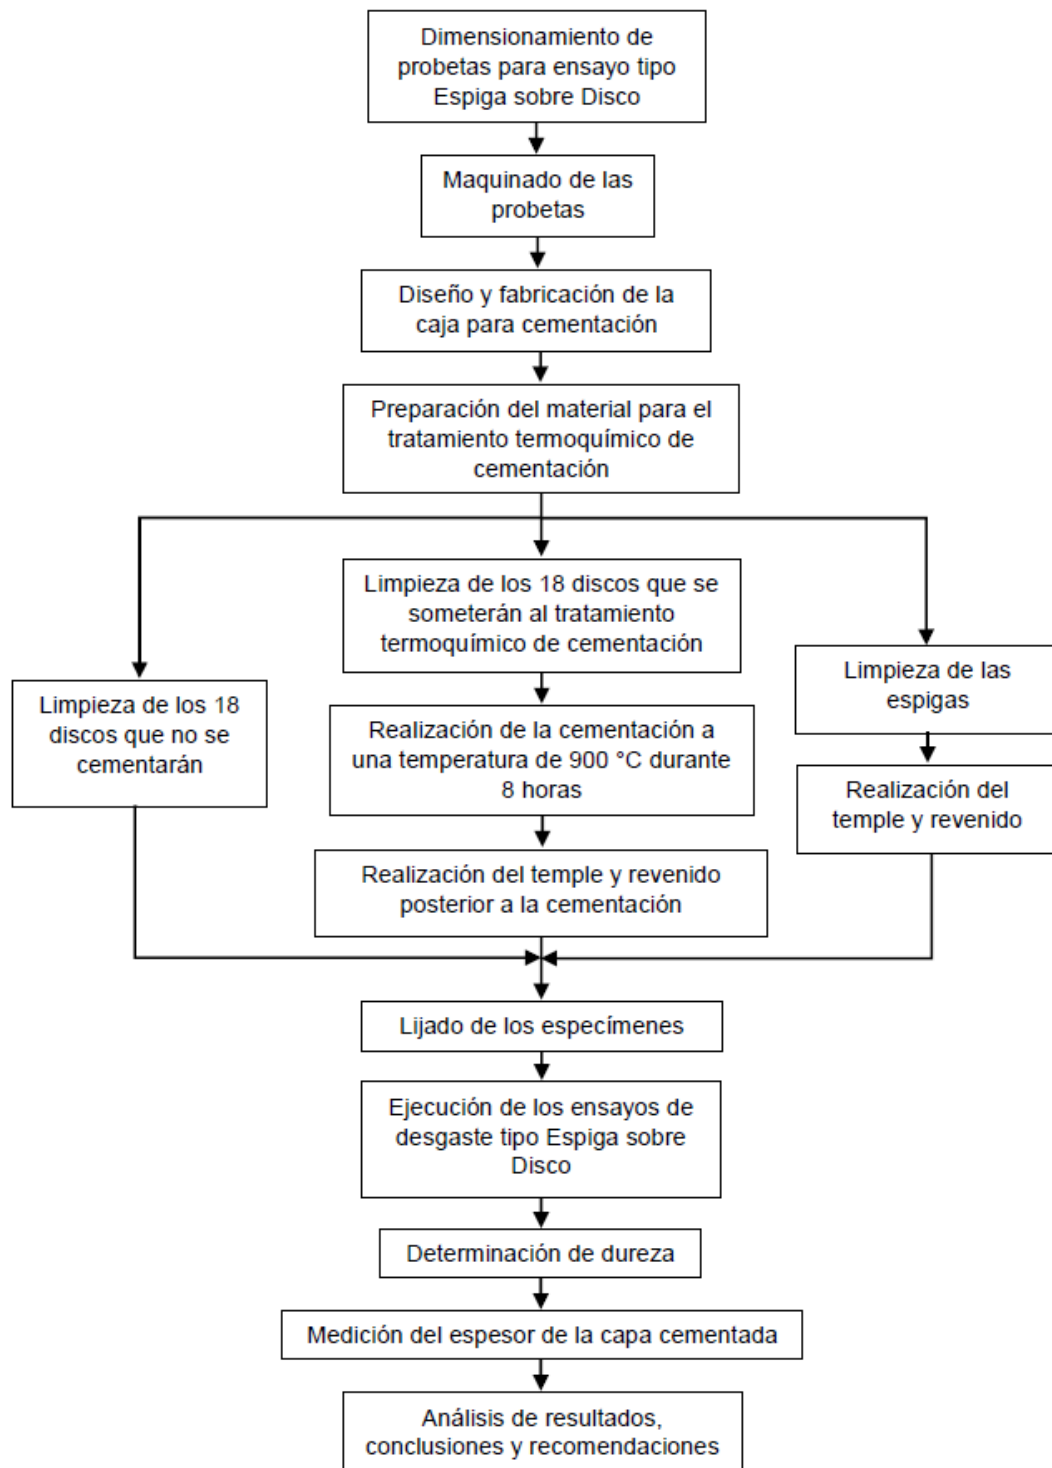 Dimensionamiento de
probetas para ensayo tipo
Espiga sobre Disco
Maquinado de las
probetas
Diseño y fabricación de la
caja para cementación
Preparación del material para el
tratamiento termoquímico de
cementación
Limpieza de los 18
discos que no se
cementarán
Limpieza de los 18 discos que se
someterán al tratamiento
termoquímico de cementación
Realización de la cementación a
una temperatura de 900 °C durante
8 horas
Realización del temple y revenido
posterior a la cementación
Limpieza de las
espigas
Realización del
temple y revenido
Lijado de los especímenes
Ejecución de los ensayos de
desgaste tipo Espiga sobre
Disco
Determinación de dureza
Medición del espesor de la capa cementada
Análisis de resultados,
conclusiones y recomendaciones